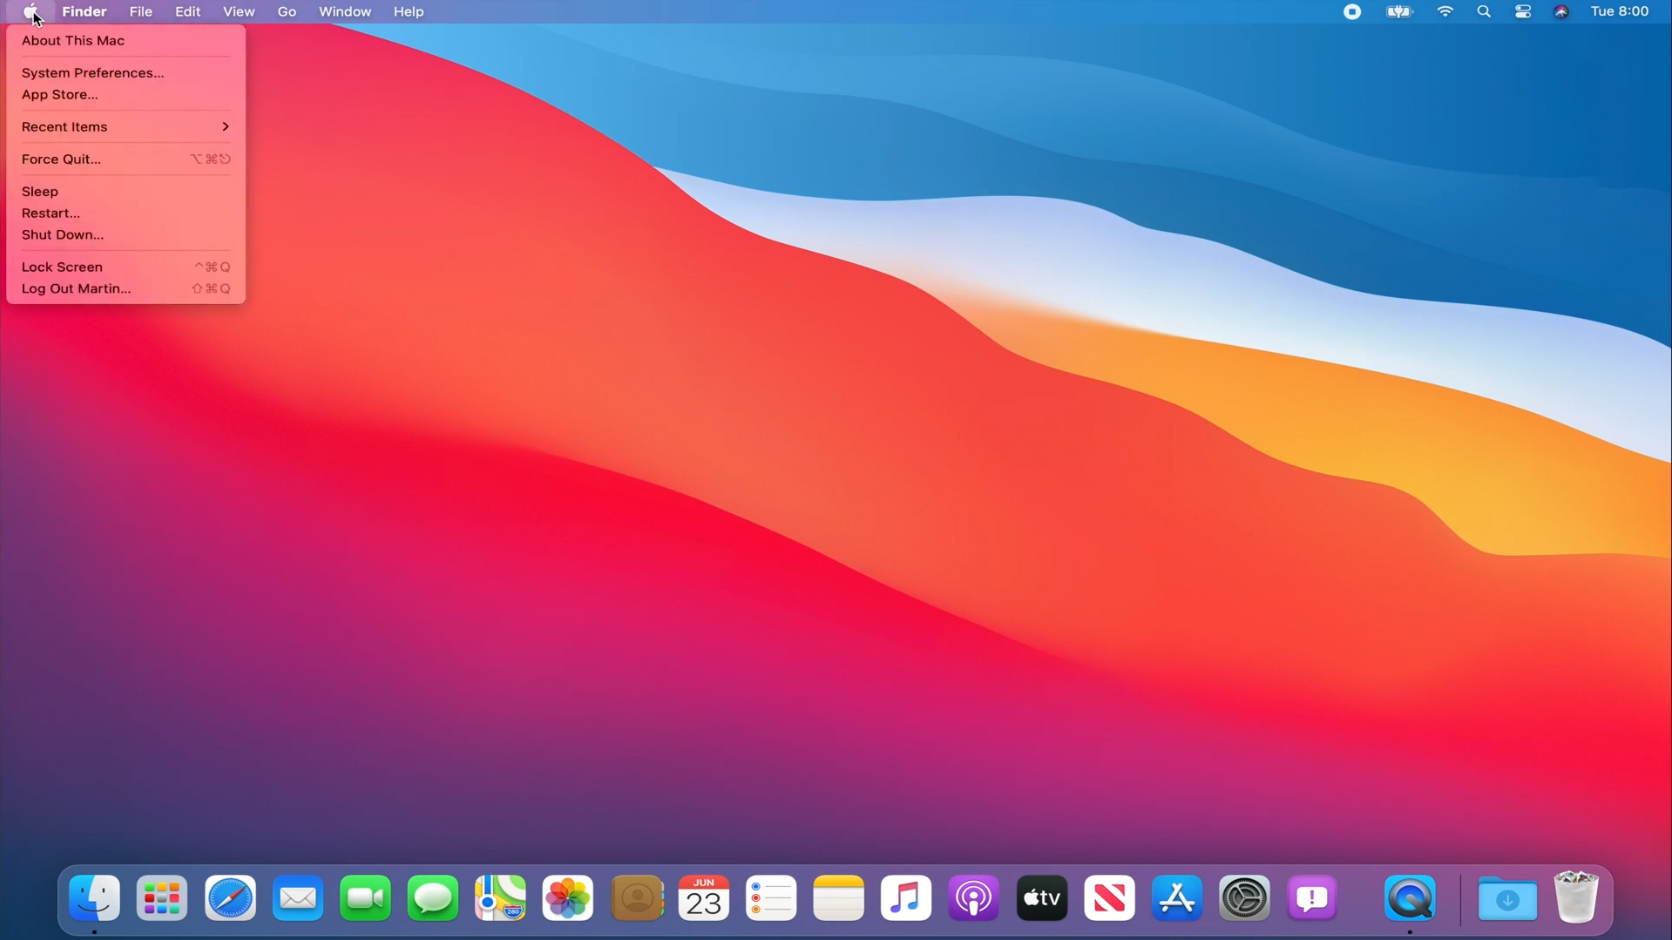 Finder File Edit View Go Window Help Tue 8:00
About This Mac
System Preferences...
App Store...
Recent Items
Force Quit... ⌥⌘⎋
Sleep
Restart...
Shut Down...
Lock Screen ^⌘Q
Log Out Martin... ⇧⌘Q
280
JUN
23
tv